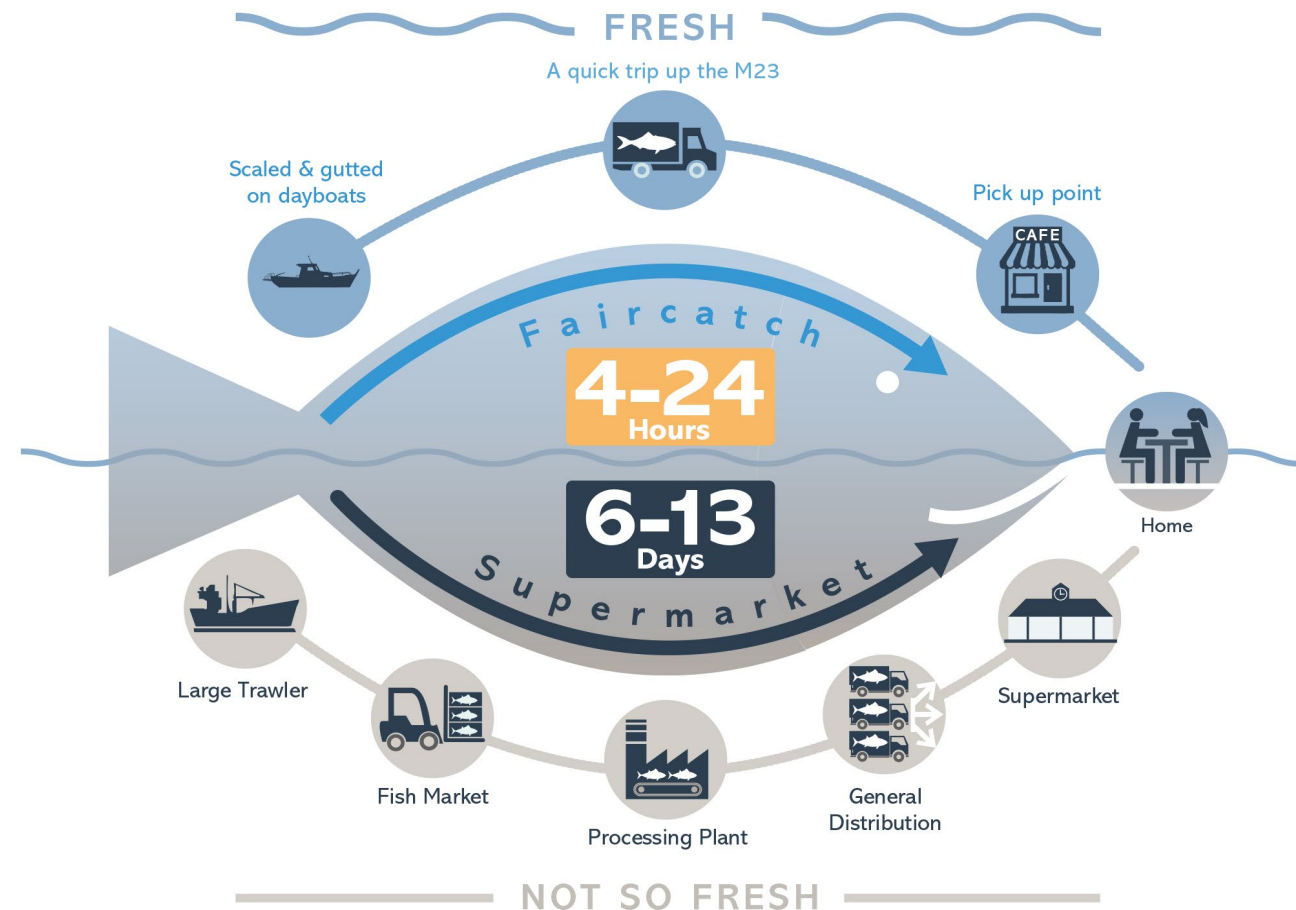 FRESH
A quick trip up the M23
Scaled & gutted
on dayboats
Pick up point
CAFE
Faircatch
4-24
Hours
6-13
Days
Supermarket
Home
Large Trawler
Fish Market
Processing Plant
General
Distribution
Supermarket
NOT SO FRESH